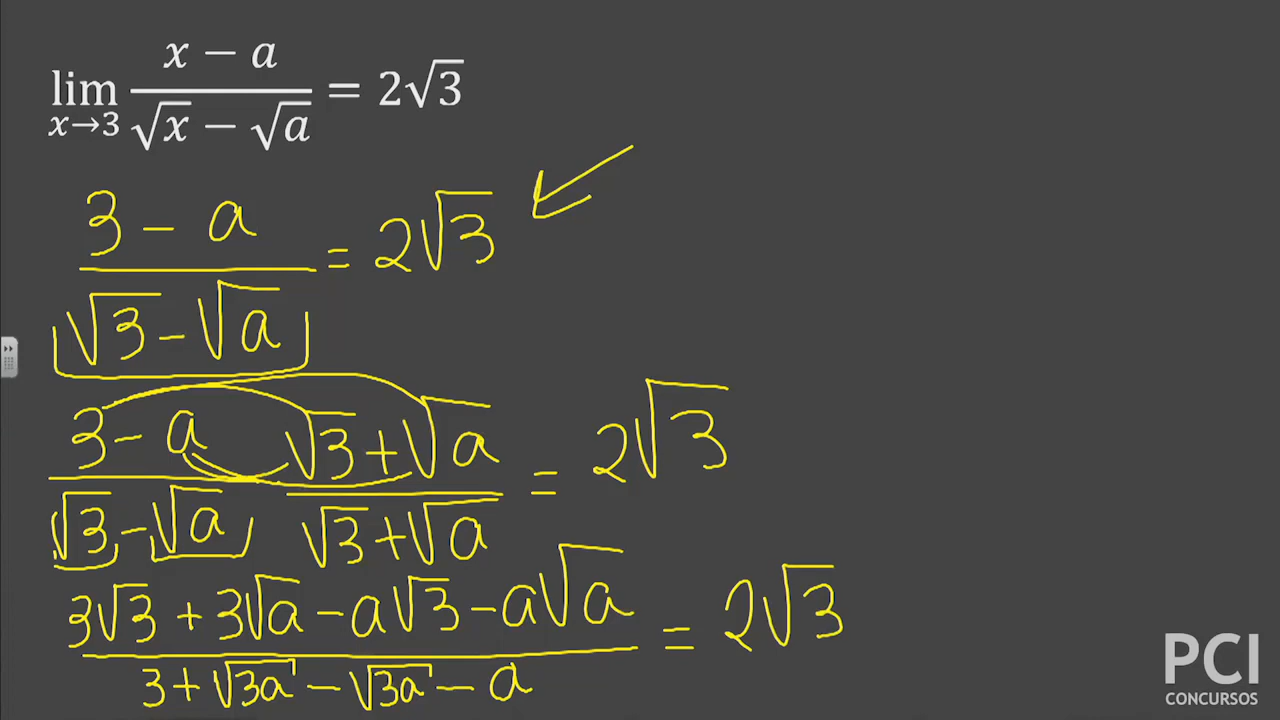 lim x→3 (x − a)/(√x − √a) = 2√3
(3 − a)/(√3 − √a) = 2√3
(3 − a)/(√3 − √a) (√3 + √a)/(√3 + √a) = 2√3
(3√3 + 3√a − a√3 − a√a)/(3 + √3a − √3a − a) = 2√3
PCI
CONCURSOS